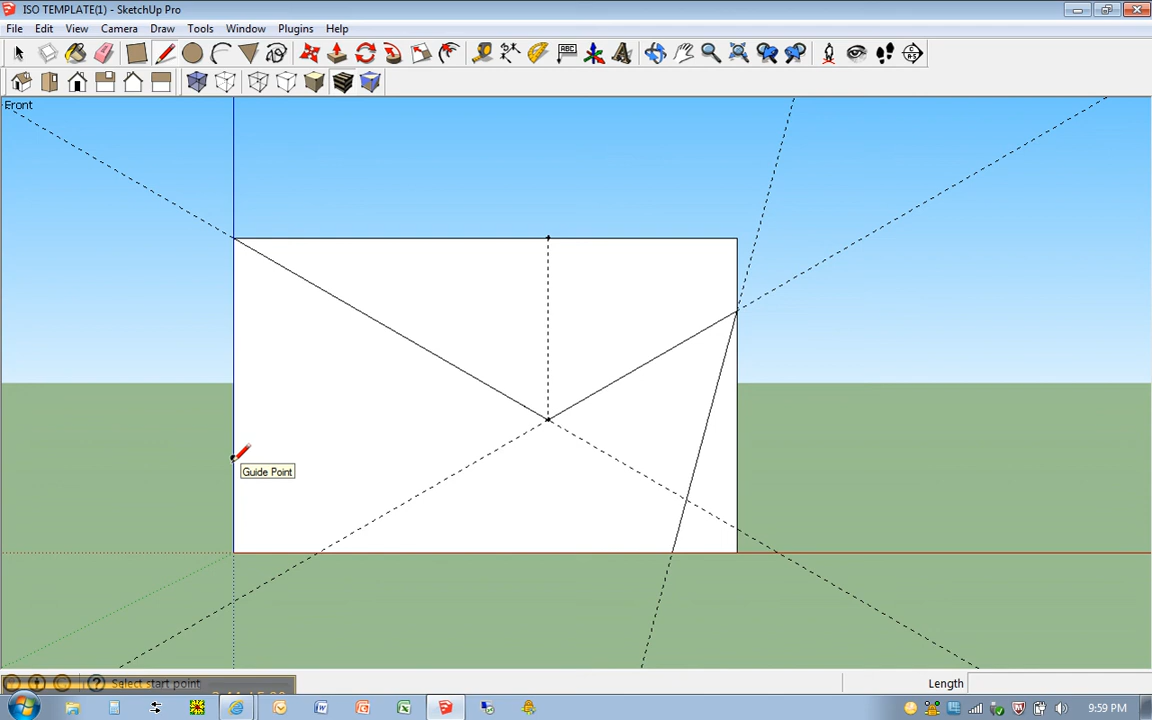 ISO TEMPLATE(1) - SketchUp Pro
File Edit View Camera Draw Tools Window Plugins Help
Front
Guide Point
Select start point
Length
9:59 PM